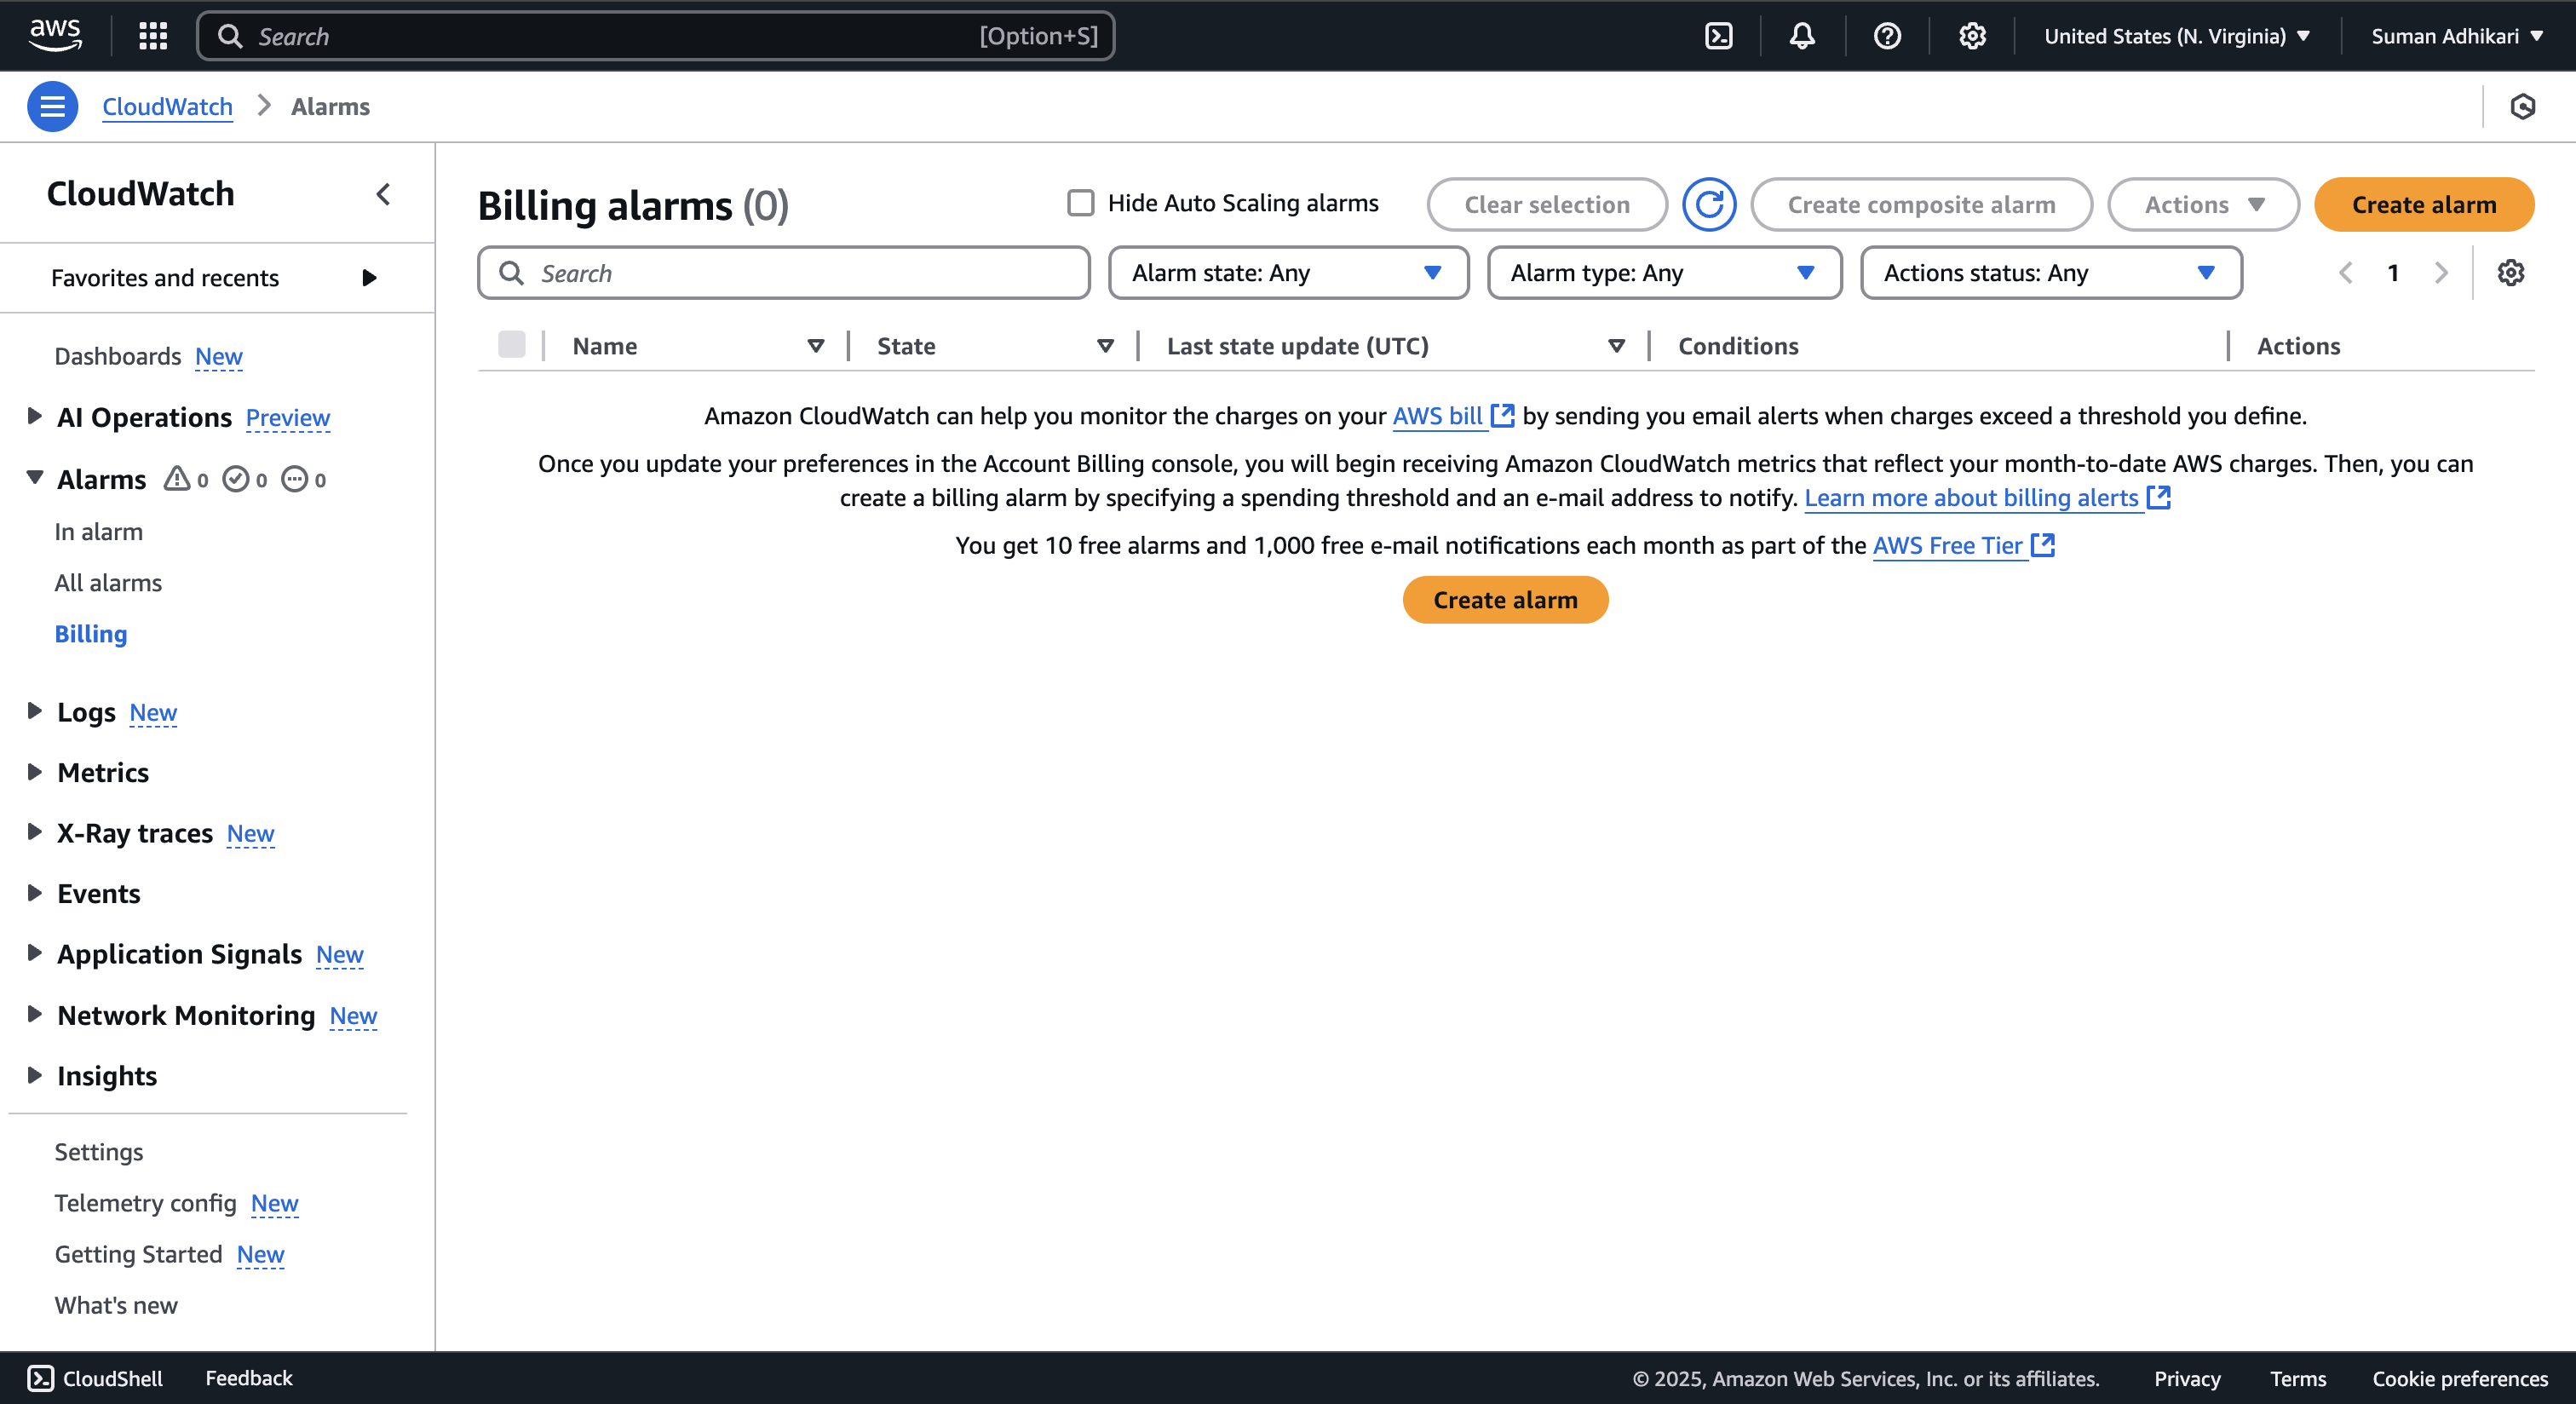 aws
Search [Option+S]
United States (N. Virginia)
Suman Adhikari
CloudWatch
Alarms
CloudWatch
Favorites and recents
Dashboards New
AI Operations Preview
Alarms 0 0 0
In alarm
All alarms
Billing
Logs New
Metrics
X-Ray traces New
Events
Application Signals New
Network Monitoring New
Insights
Settings
Telemetry config New
Getting Started New
What's new
Billing alarms (0)
Hide Auto Scaling alarms
Clear selection
Create composite alarm
Actions
Create alarm
Search
Alarm state: Any
Alarm type: Any
Actions status: Any
1
Name State Last state update (UTC) Conditions Actions
Amazon CloudWatch can help you monitor the charges on your AWS bill by sending you email alerts when charges exceed a threshold you define.
Once you update your preferences in the Account Billing console, you will begin receiving Amazon CloudWatch metrics that reflect your month-to-date AWS charges. Then, you can
create a billing alarm by specifying a spending threshold and an e-mail address to notify. Learn more about billing alerts
You get 10 free alarms and 1,000 free e-mail notifications each month as part of the AWS Free Tier
Create alarm
CloudShell
Feedback
© 2025, Amazon Web Services, Inc. or its affiliates.
Privacy
Terms
Cookie preferences